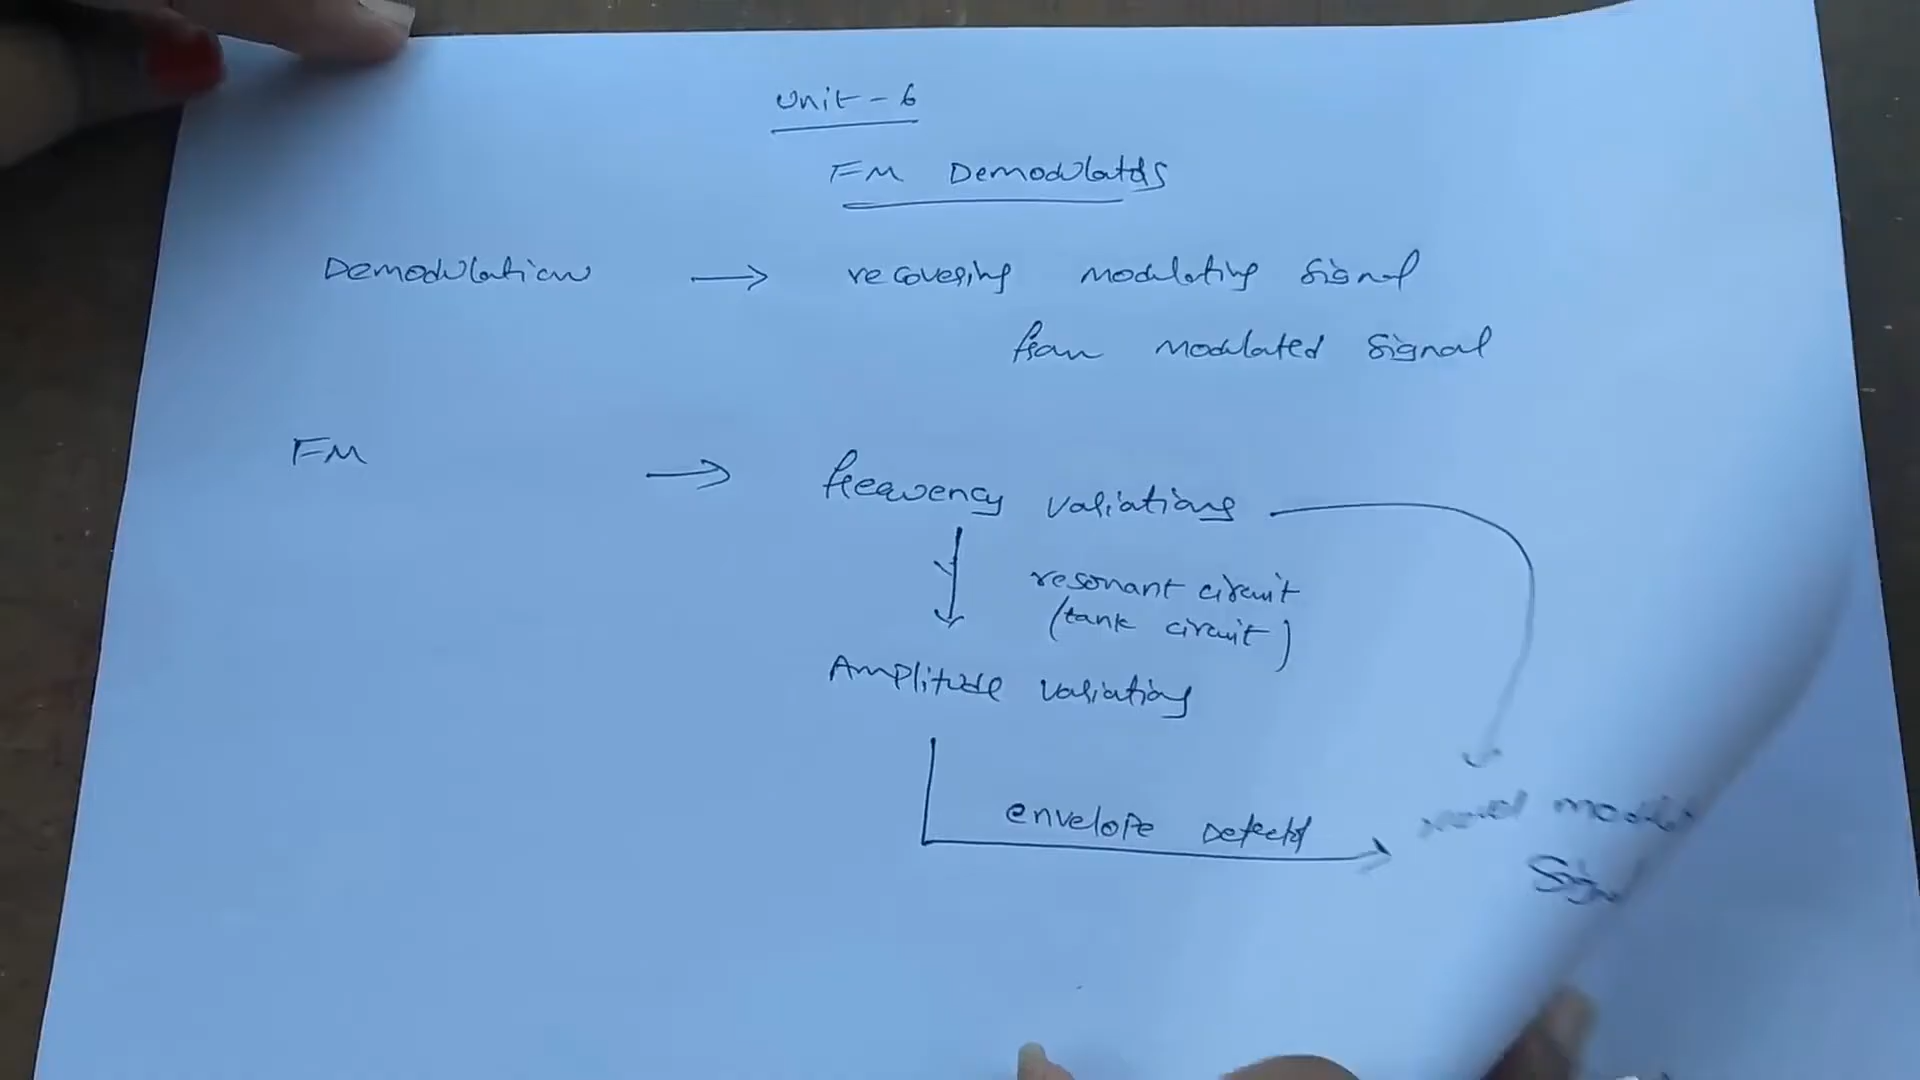 Unit - 6
FM Demodulators
Demodulation → recovering modulating signal
from modulated signal
FM → frequency variations
resonant circuit
(tank circuit)
Amplitude variations
envelope Detector
Signal